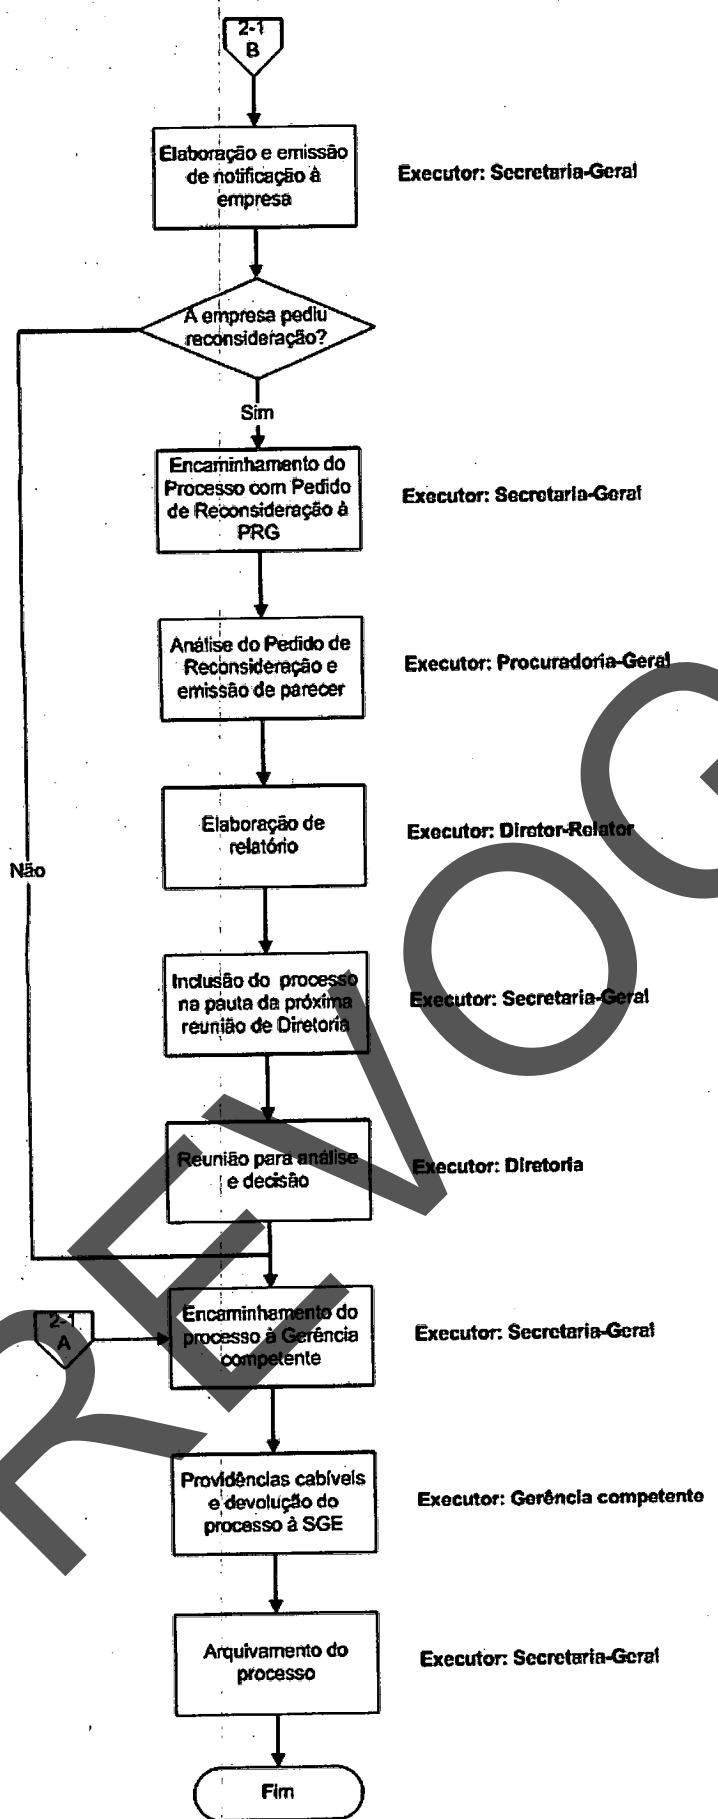 2-1
B
Elaboração e emissão
de notificação à
empresa
Executor: Secretaria-Geral
A empresa pediu
reconsideração?
Sim
Encaminhamento do
Processo com Pedido
de Reconsideração à
PRG
Executor: Secretaria-Geral
Análise do Pedido de
Reconsideração e
emissão de parecer
Executor: Procuradoria-Geral
Elaboração de
relatório
Executor: Diretor-Relator
Não
Inclusão do processo
na pauta da próxima
reunião de Diretoria
Executor: Secretaria-Geral
Reunião para análise
e decisão
Executor: Diretoria
2-1
A
Encaminhamento do
processo à Gerência
competente
Executor: Secretaria-Geral
Providências cabíveis
e devolução do
processo à SGE
Executor: Gerência competente
Arquivamento do
processo
Executor: Secretaria-Geral
Fim
REVOG